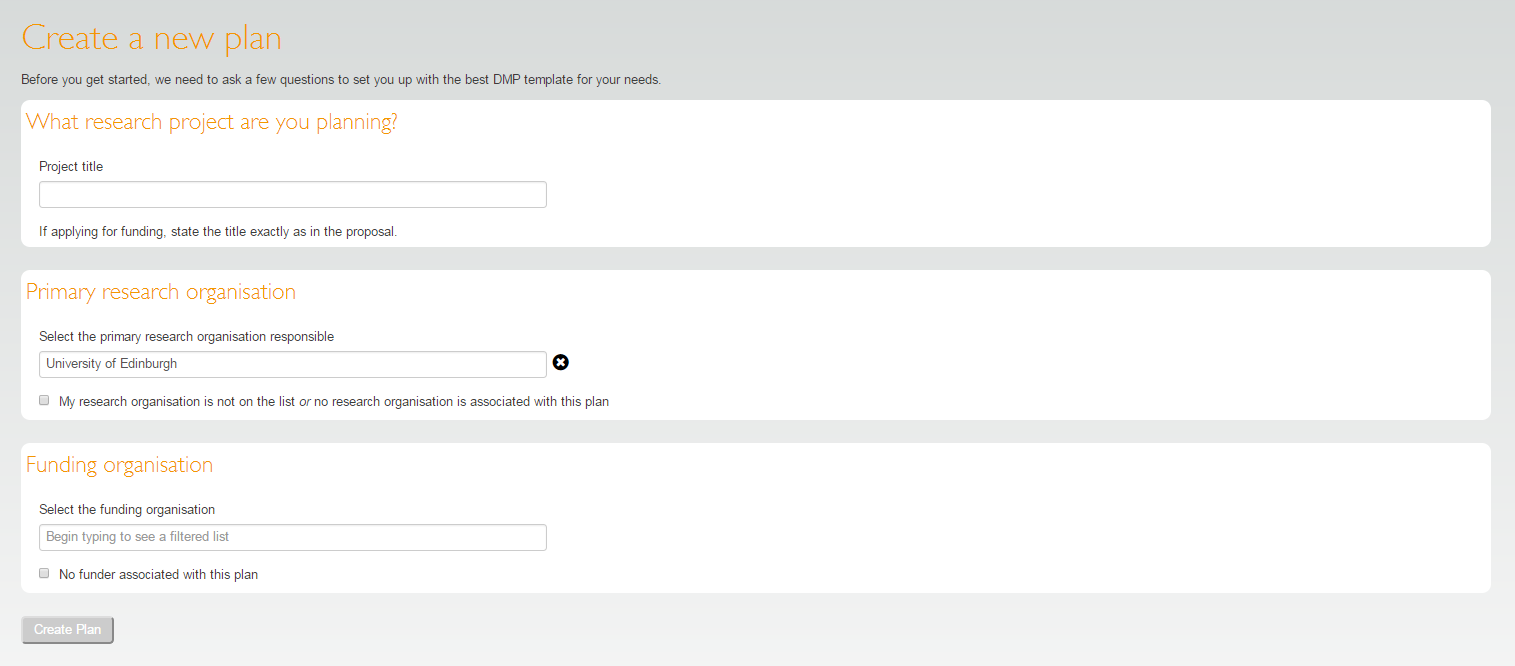 Create a new plan
Before you get started, we need to ask a few questions to set you up with the best DMP template for your needs.
What research project are you planning?
Project title
If applying for funding, state the title exactly as in the proposal.
Primary research organisation
Select the primary research organisation responsible
University of Edinburgh
My research organisation is not on the list or no research organisation is associated with this plan
Funding organisation
Select the funding organisation
Begin typing to see a filtered list
No funder associated with this plan
Create Plan